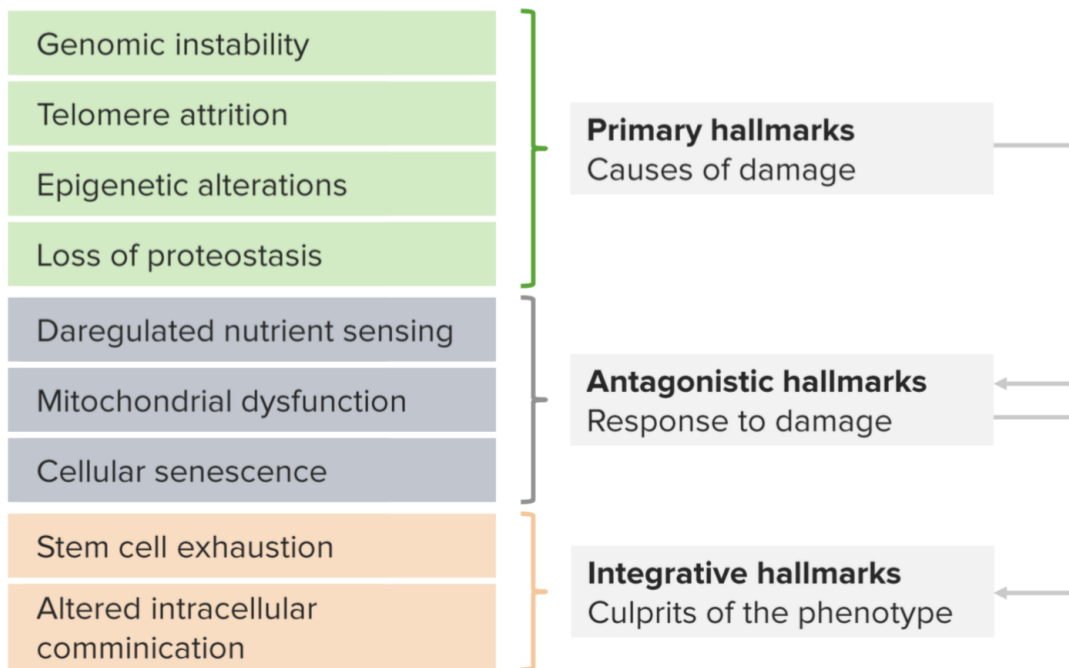 Genomic instability
Telomere attrition
Epigenetic alterations
Loss of proteostasis
Primary hallmarks
Causes of damage
Daregulated nutrient sensing
Mitochondrial dysfunction
Cellular senescence
Antagonistic hallmarks
Response to damage
Stem cell exhaustion
Altered intracellular
comminication
Integrative hallmarks
Culprits of the phenotype